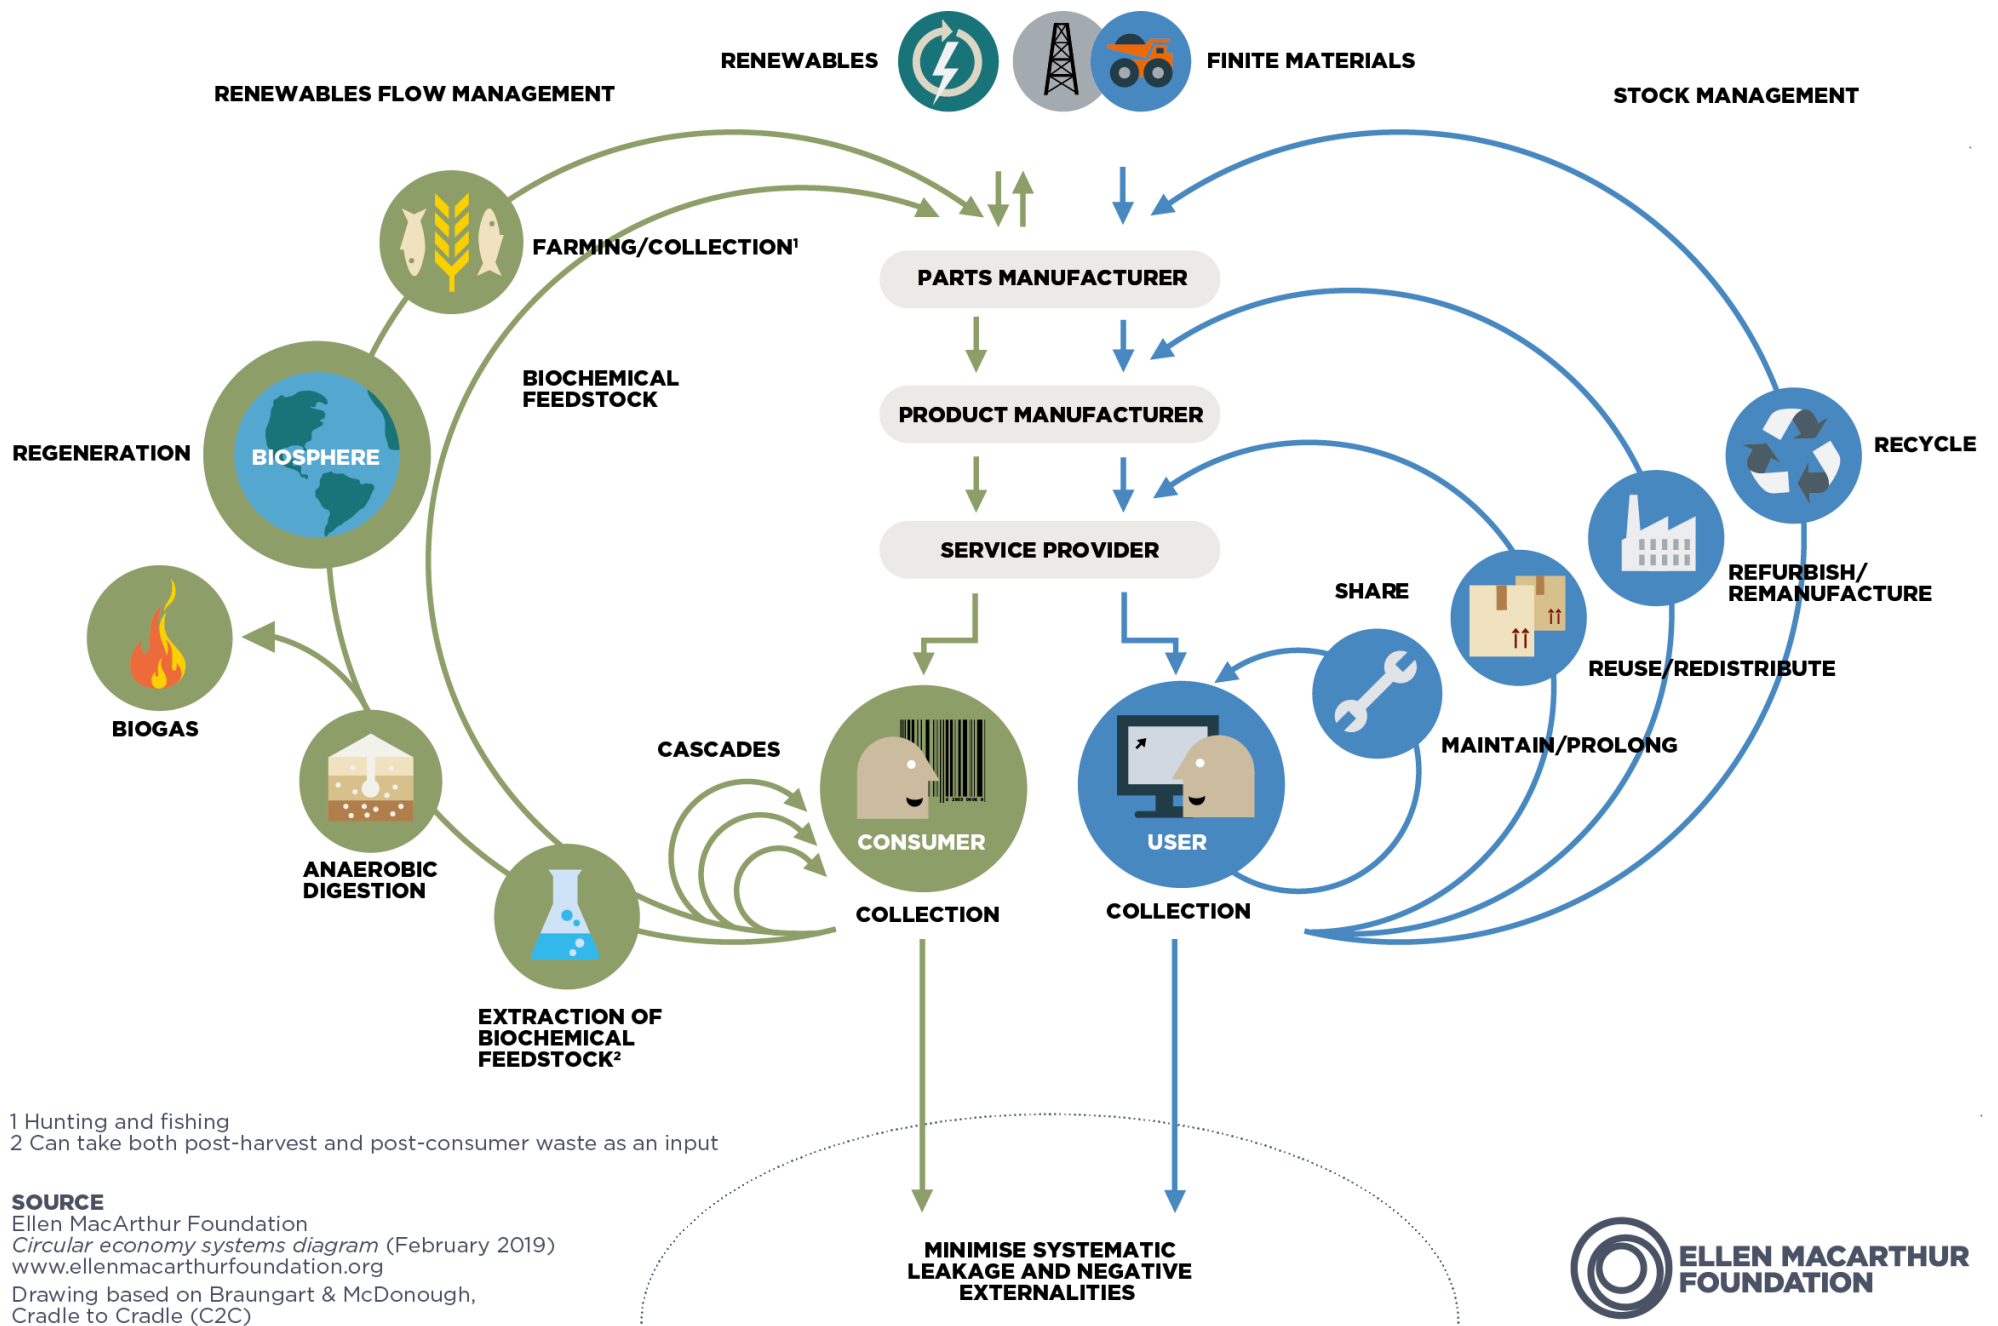 RENEWABLES
FINITE MATERIALS
RENEWABLES FLOW MANAGEMENT
STOCK MANAGEMENT
FARMING/COLLECTION¹
PARTS MANUFACTURER
BIOCHEMICAL
FEEDSTOCK
PRODUCT MANUFACTURER
REGENERATION
BIOSPHERE
RECYCLE
SERVICE PROVIDER
SHARE
REFURBISH/
REMANUFACTURE
REUSE/REDISTRIBUTE
BIOGAS
CASCADES
MAINTAIN/PROLONG
CONSUMER
USER
ANAEROBIC
DIGESTION
COLLECTION
COLLECTION
EXTRACTION OF
BIOCHEMICAL
FEEDSTOCK²
1 Hunting and fishing
2 Can take both post-harvest and post-consumer waste as an input
SOURCE
Ellen MacArthur Foundation
Circular economy systems diagram (February 2019)
www.ellenmacarthurfoundation.org
Drawing based on Braungart & McDonough,
Cradle to Cradle (C2C)
MINIMISE SYSTEMATIC
LEAKAGE AND NEGATIVE
EXTERNALITIES
ELLEN MACARTHUR
FOUNDATION